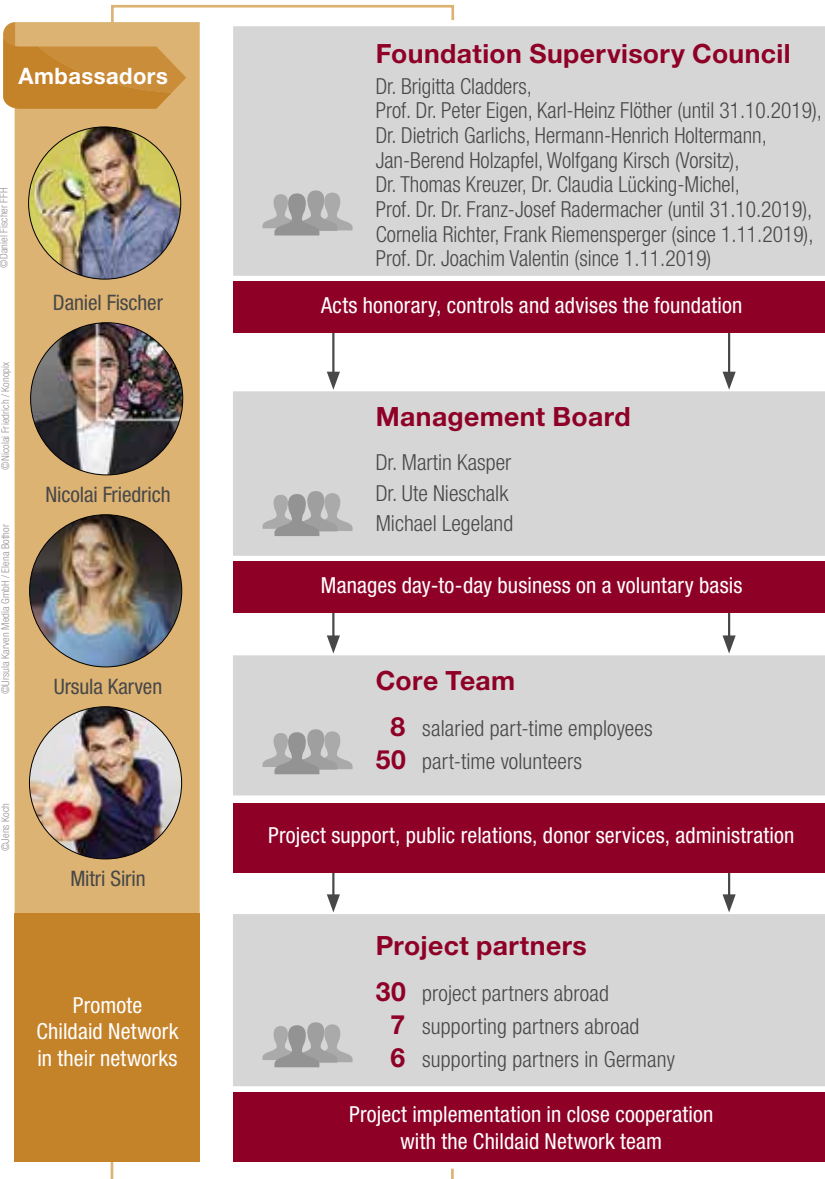 Ambassadors
©Daniel Fischer FFH
Daniel Fischer
©Nicolai Friedrich / Konopix
Nicolai Friedrich
©Ursula Karven Media GmbH / Elena Bothor
Ursula Karven
©Jens Koch
Mitri Sirin
Promote
Childaid Network
in their networks
Foundation Supervisory Council
Dr. Brigitta Cladders,
Prof. Dr. Peter Eigen, Karl-Heinz Flöther (until 31.10.2019),
Dr. Dietrich Garlichs, Hermann-Henrich Holtermann,
Jan-Berend Holzapfel, Wolfgang Kirsch (Vorsitz),
Dr. Thomas Kreuzer, Dr. Claudia Lücking-Michel,
Prof. Dr. Dr. Franz-Josef Radermacher (until 31.10.2019),
Cornelia Richter, Frank Riemensperger (since 1.11.2019),
Prof. Dr. Joachim Valentin (since 1.11.2019)
Acts honorary, controls and advises the foundation
Management Board
Dr. Martin Kasper
Dr. Ute Nieschalk
Michael Legeland
Manages day-to-day business on a voluntary basis
Core Team
8 salaried part-time employees
50 part-time volunteers
Project support, public relations, donor services, administration
Project partners
30 project partners abroad
7 supporting partners abroad
6 supporting partners in Germany
Project implementation in close cooperation
with the Childaid Network team